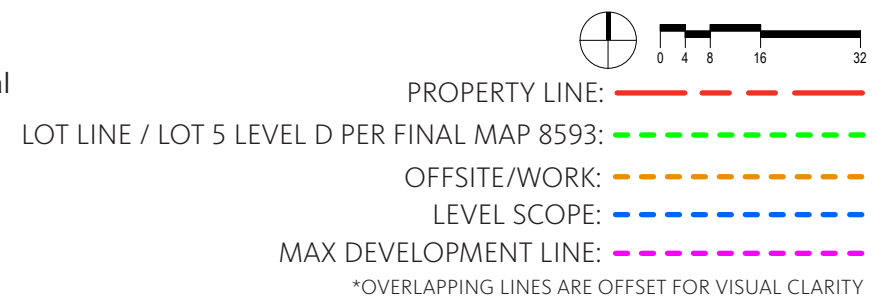 0 4 8 16 32
al
PROPERTY LINE:
LOT LINE / LOT 5 LEVEL D PER FINAL MAP 8593:
OFFSITE/WORK:
LEVEL SCOPE:
MAX DEVELOPMENT LINE:
*OVERLAPPING LINES ARE OFFSET FOR VISUAL CLARITY